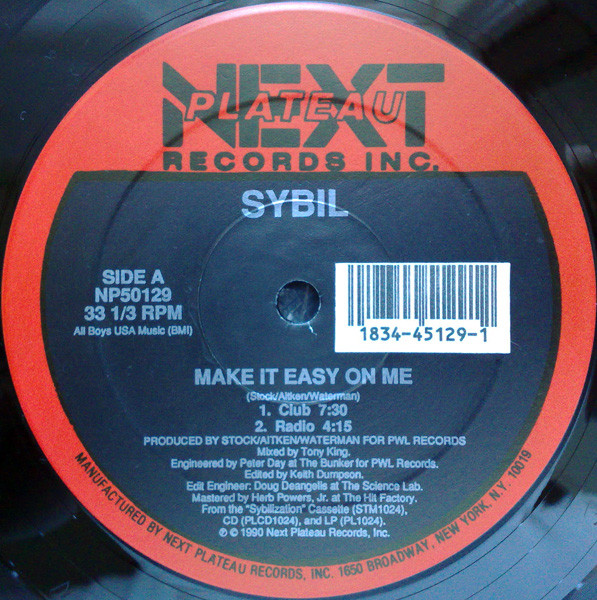 NEXT
PLATEAU
RECORDS INC.
SYBIL
SIDE A
NP50129
33 1/3 RPM
All Boys USA Music (BMI)
1834-45129-1
MAKE IT EASY ON ME
(Stock/Aitken/Waterman)
1. Club 7:30
2. Radio 4:15
PRODUCED BY STOCK/AITKEN/WATERMAN FOR PWL RECORDS
Mixed by Tony King.
Engineered by Peter Day at The Bunker for PWL Records.
Edited by Keith Dumpson.
Edit Engineer: Doug Deangelis at The Science Lab.
Mastered by Herb Powers, Jr. at The Hit Factory.
From the "Sybilization" Cassette (STM1024),
CD (PLCD1024), and LP (PL1024).
℗ © 1990 Next Plateau Records, Inc.
MANUFACTURED BY NEXT PLATEAU RECORDS, INC. 1650 BROADWAY, NEW YORK. N.Y. 10019